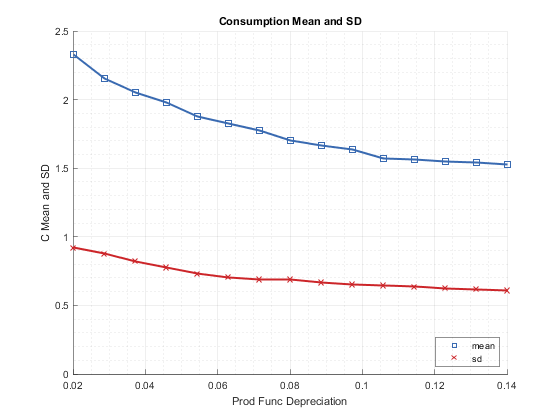 Consumption Mean and SD
2.5
2
1.5
1
0.5
0
C Mean and SD
0.02 0.04 0.06 0.08 0.1 0.12 0.14
Prod Func Depreciation
mean
sd